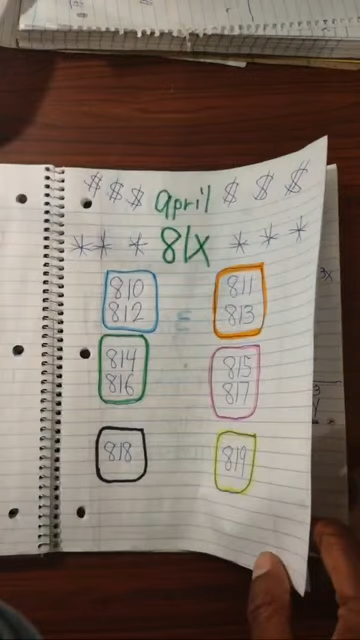 $ $ $ April $ $ $
* * * 81X * * *
810 811
812 813
814 815
816 817
818 819